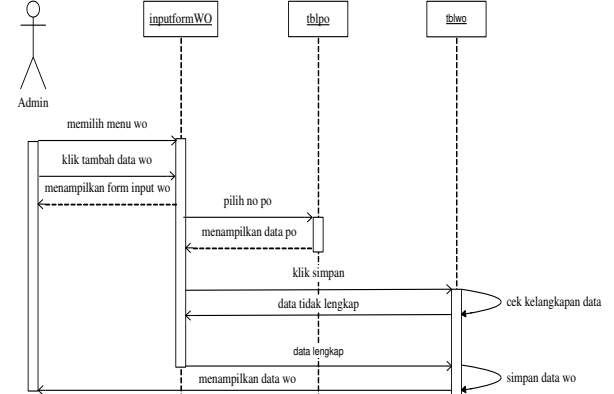 inputformWO
tblpo
tblwo
Admin
memilih menu wo
klik tambah data wo
menampilkan form input wo
pilih no po
menampilkan data po
klik simpan
data tidak lengkap
cek kelangkapan data
data lengkap
simpan data wo
menampilkan data wo